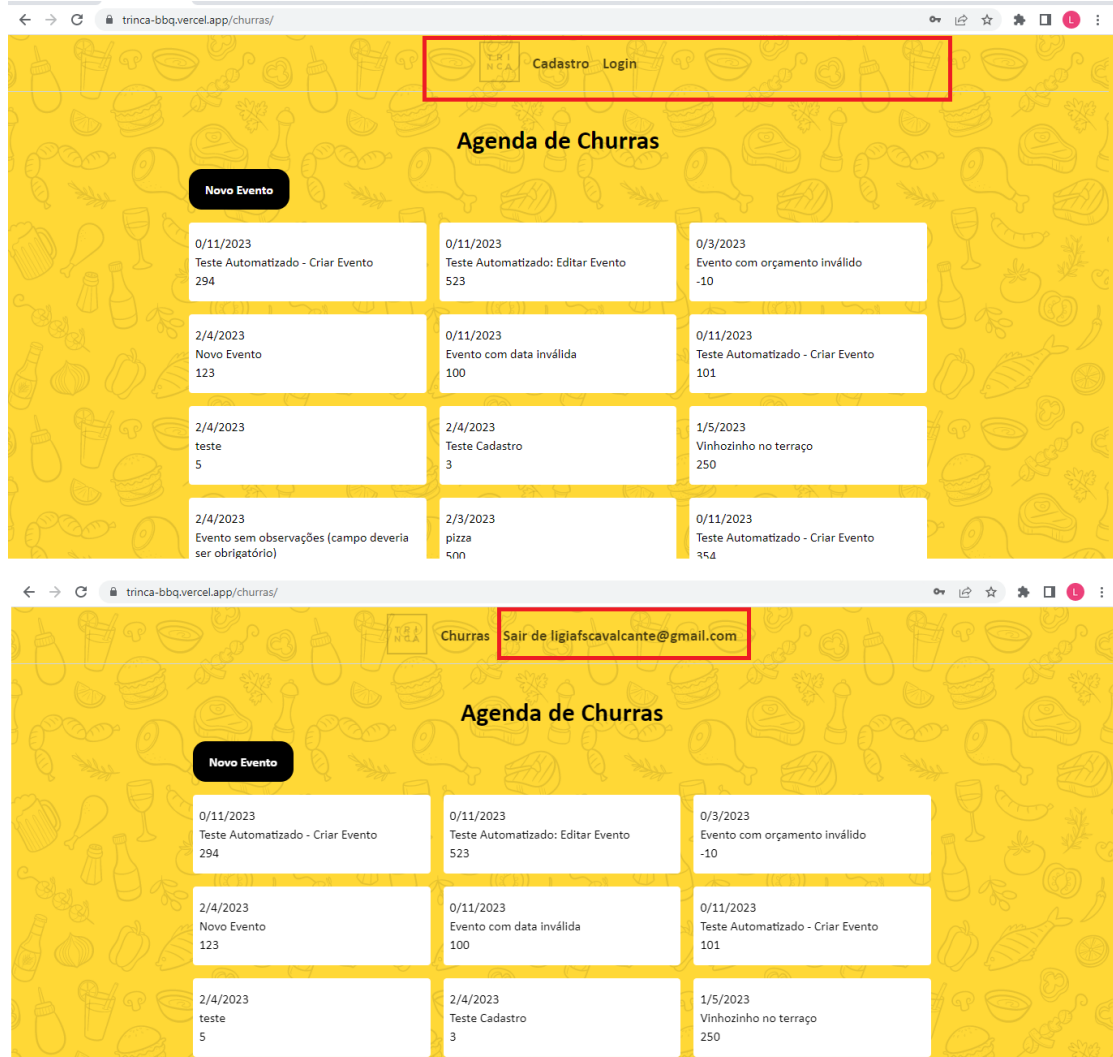 trinca-bbq.vercel.app/churras/
L
TRI
NCA
Cadastro Login
Agenda de Churras
Novo Evento
0/11/2023
Teste Automatizado - Criar Evento
294
0/11/2023
Teste Automatizado: Editar Evento
523
0/3/2023
Evento com orçamento inválido
-10
2/4/2023
Novo Evento
123
0/11/2023
Evento com data inválida
100
0/11/2023
Teste Automatizado - Criar Evento
101
2/4/2023
teste
5
2/4/2023
Teste Cadastro
3
1/5/2023
Vinhozinho no terraço
250
2/4/2023
Evento sem observações (campo deveria
ser obrigatório)
2/3/2023
pizza
500
0/11/2023
Teste Automatizado - Criar Evento
354
trinca-bbq.vercel.app/churras/
L
TRI
NCA
Churras Sair de ligiafscavalcante@gmail.com
Agenda de Churras
Novo Evento
0/11/2023
Teste Automatizado - Criar Evento
294
0/11/2023
Teste Automatizado: Editar Evento
523
0/3/2023
Evento com orçamento inválido
-10
2/4/2023
Novo Evento
123
0/11/2023
Evento com data inválida
100
0/11/2023
Teste Automatizado - Criar Evento
101
2/4/2023
teste
5
2/4/2023
Teste Cadastro
3
1/5/2023
Vinhozinho no terraço
250